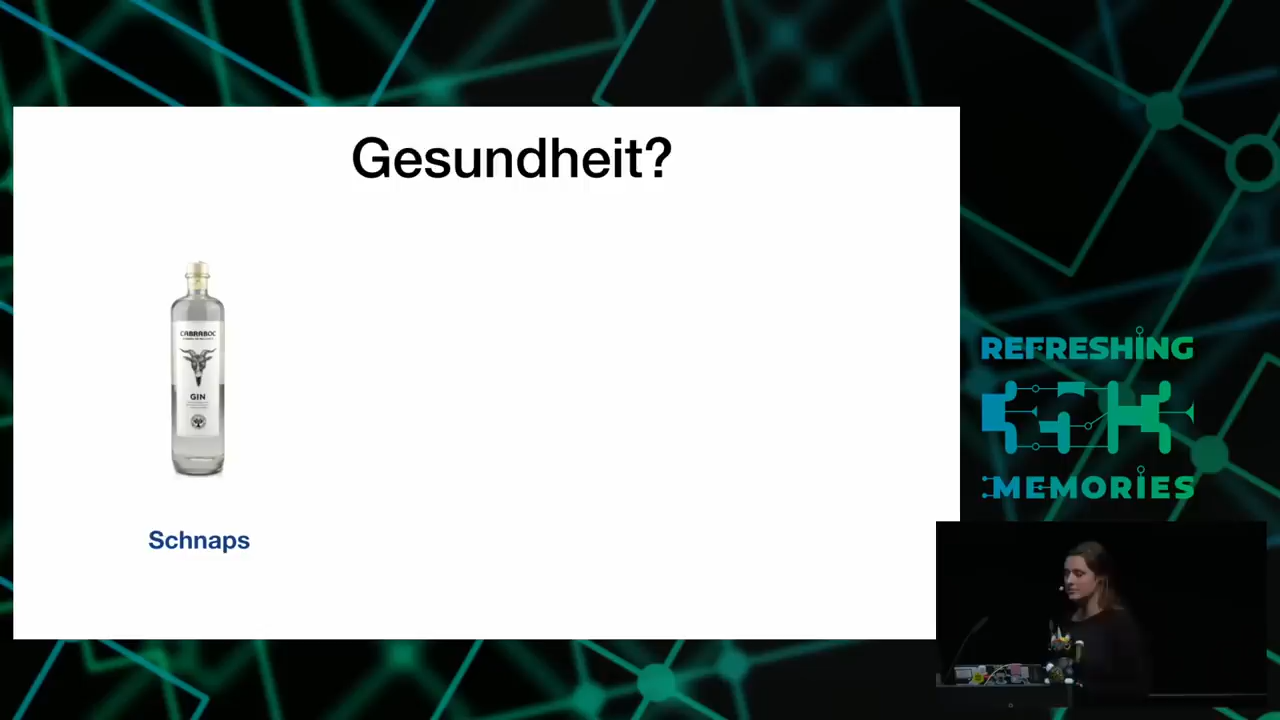 Gesundheit?
CABRABOC
GIN
Schnaps
REFRESHING
MEMORIES